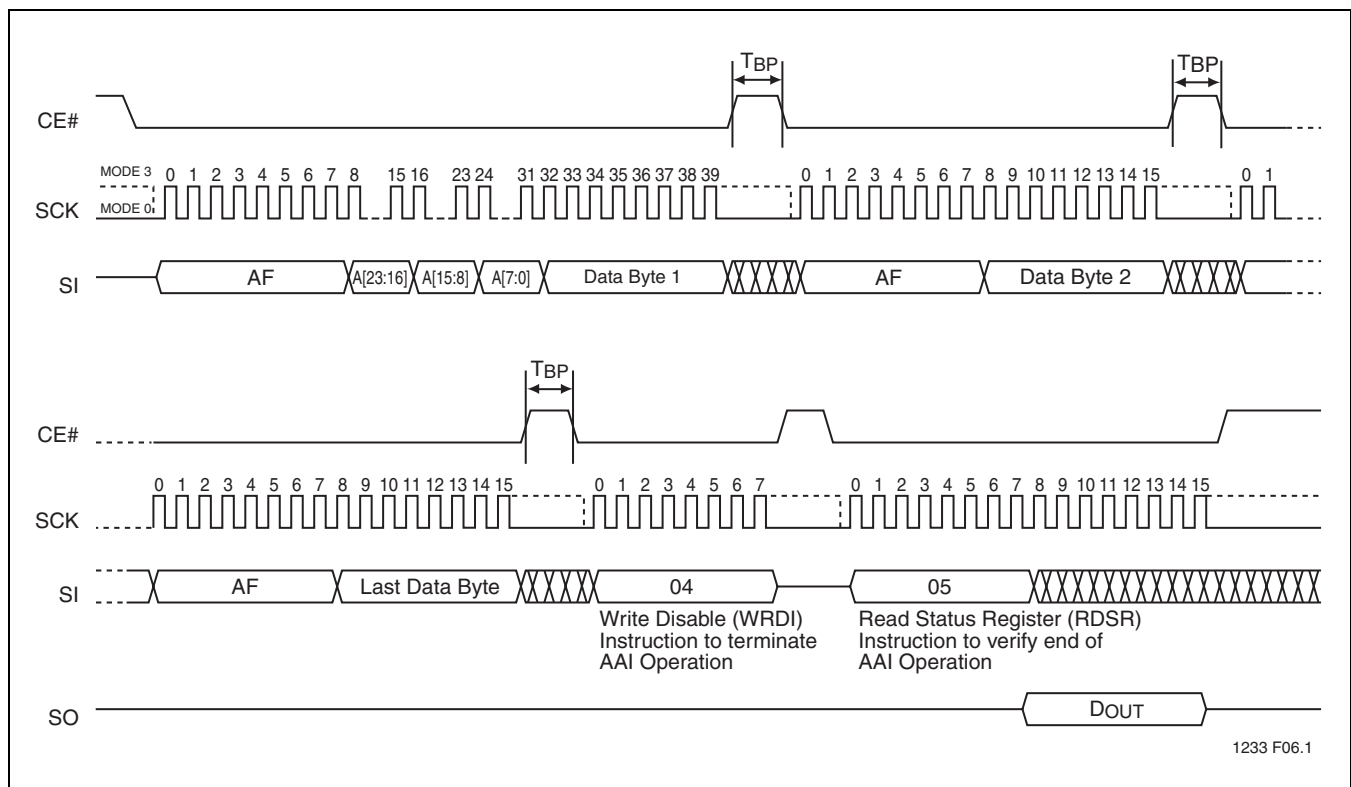 TBP TBP
CE#
MODE 3 0 1 2 3 4 5 6 7 8 15 16 23 24 31 32 33 34 35 36 37 38 39 0 1 2 3 4 5 6 7 8 9 10 11 12 13 14 15 0 1
SCK MODE 0
SI AF A[23:16] A[15:8] A[7:0] Data Byte 1 AF Data Byte 2
TBP
CE#
0 1 2 3 4 5 6 7 8 9 10 11 12 13 14 15 0 1 2 3 4 5 6 7 0 1 2 3 4 5 6 7 8 9 10 11 12 13 14 15
SCK
SI AF Last Data Byte 04 05
Write Disable (WRDI) Read Status Register (RDSR)
Instruction to terminate Instruction to verify end of
AAI Operation AAI Operation
SO DOUT
1233 F06.1